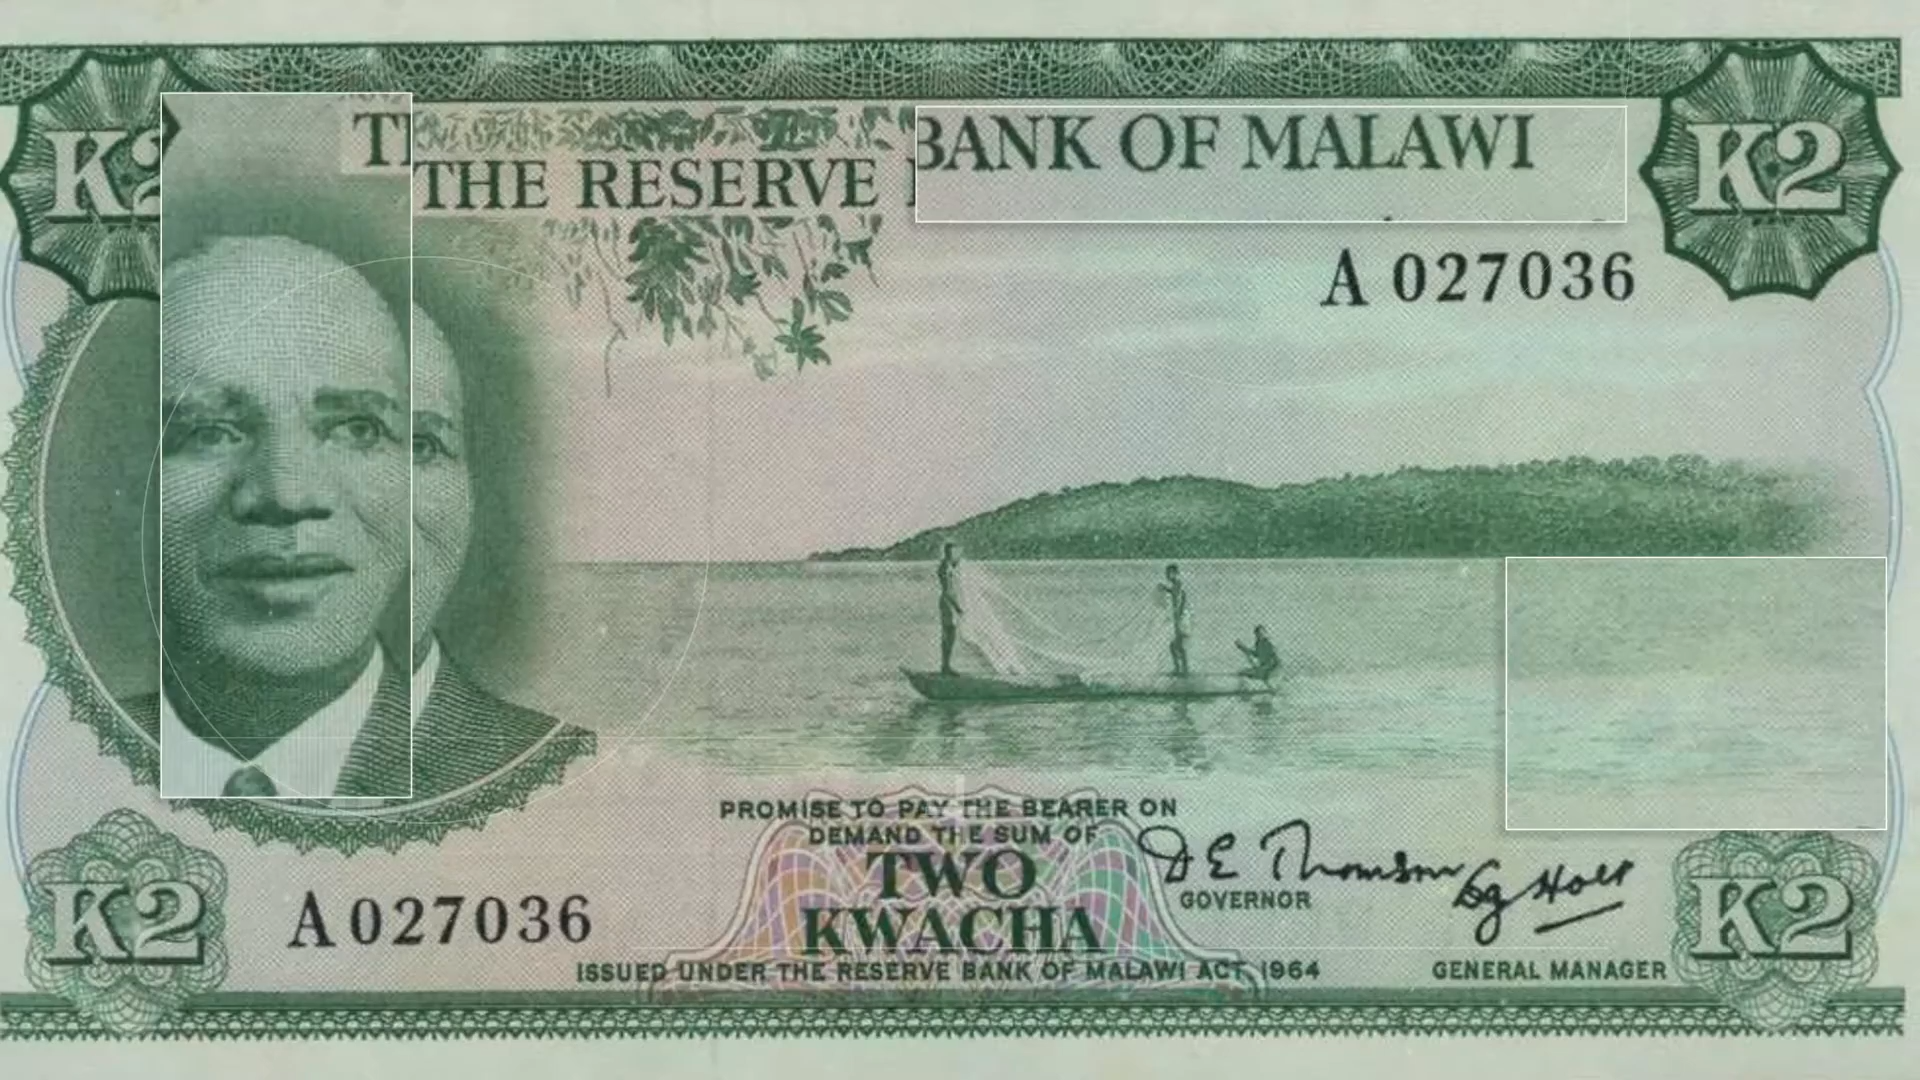 K2
THE RESERVE BANK OF MALAWI
K2
A 027036
PROMISE TO PAY THE BEARER ON
DEMAND THE SUM OF
TWO
KWACHA
D E Thomson
GOVERNOR
K2
A 027036
ISSUED UNDER THE RESERVE BANK OF MALAWI ACT, 1964
GENERAL MANAGER
K2